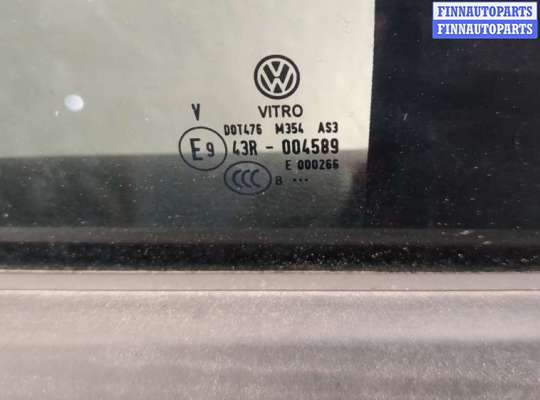 FINNAUTOPARTS
FINNAUTOPARTS
VITRO
V
DOT476 M354 AS3
E9 43R - 004589
E 000266
CCC B ...